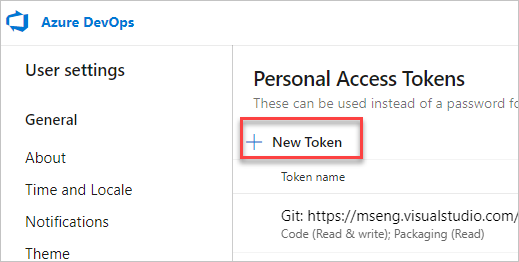 Azure DevOps
User settings
General
About
Time and Locale
Notifications
Theme
Personal Access Tokens
These can be used instead of a password fo
New Token
Token name
Git: https://mseng.visualstudio.com/
Code (Read & write); Packaging (Read)